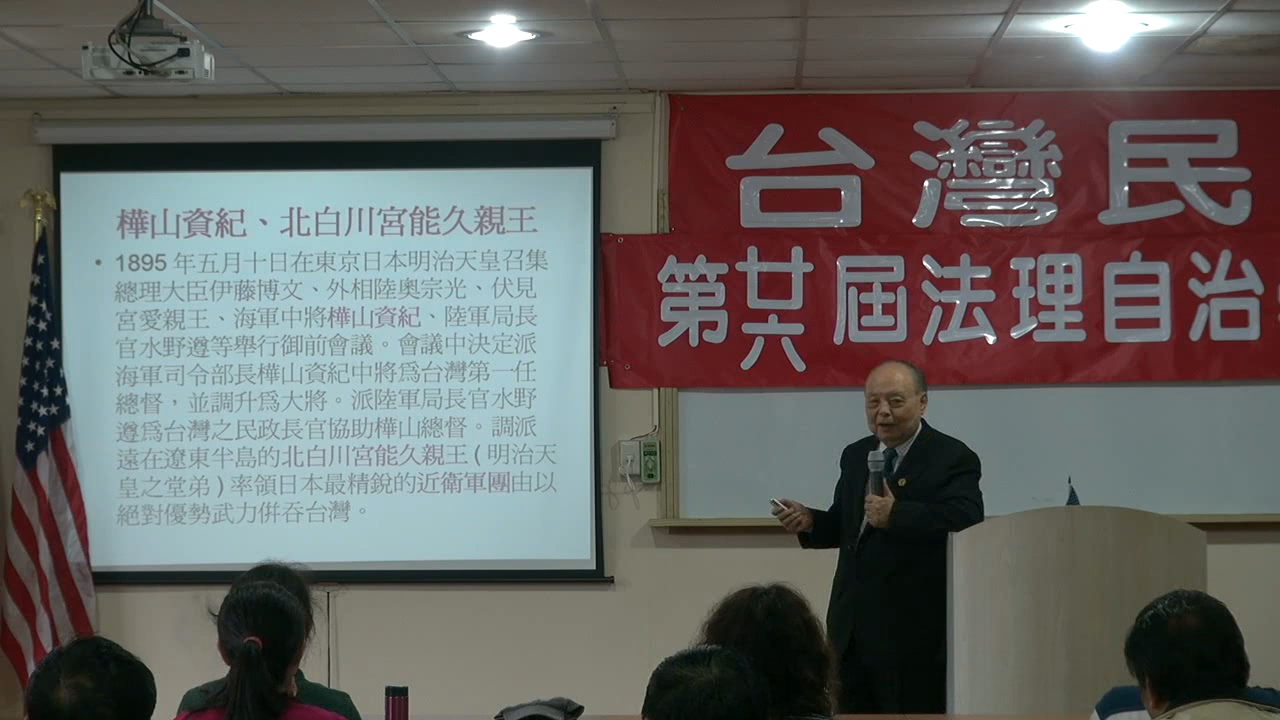 樺山資紀、北白川宮能久親王
• 1895 年五月十日在東京日本明治天皇召集
總理大臣伊藤博文、外相陸奧宗光、伏見
宮愛親王、海軍中將樺山資紀、陸軍局長
官水野遵等舉行御前會議。會議中決定派
海軍司令部長樺山資紀中將為台灣第一任
總督，並調升為大將。派陸軍局長官水野
遵為台灣之民政長官協助樺山總督。調派
遠在遼東半島的北白川宮能久親王 ( 明治天
皇之堂弟 ) 率領日本最精銳的近衛軍團由以
絕對優勢武力併吞台灣。
台灣民
第廿六屆法理自治